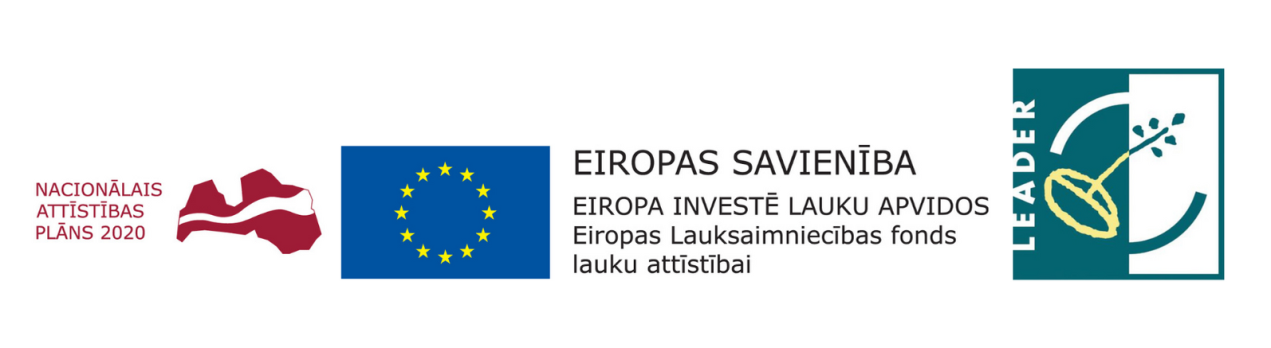 NACIONĀLAIS
ATTĪSTĪBAS
PLĀNS 2020
EIROPAS SAVIENĪBA
EIROPA INVESTĒ LAUKU APVIDOS
Eiropas Lauksaimniecības fonds
lauku attīstībai
LEADER